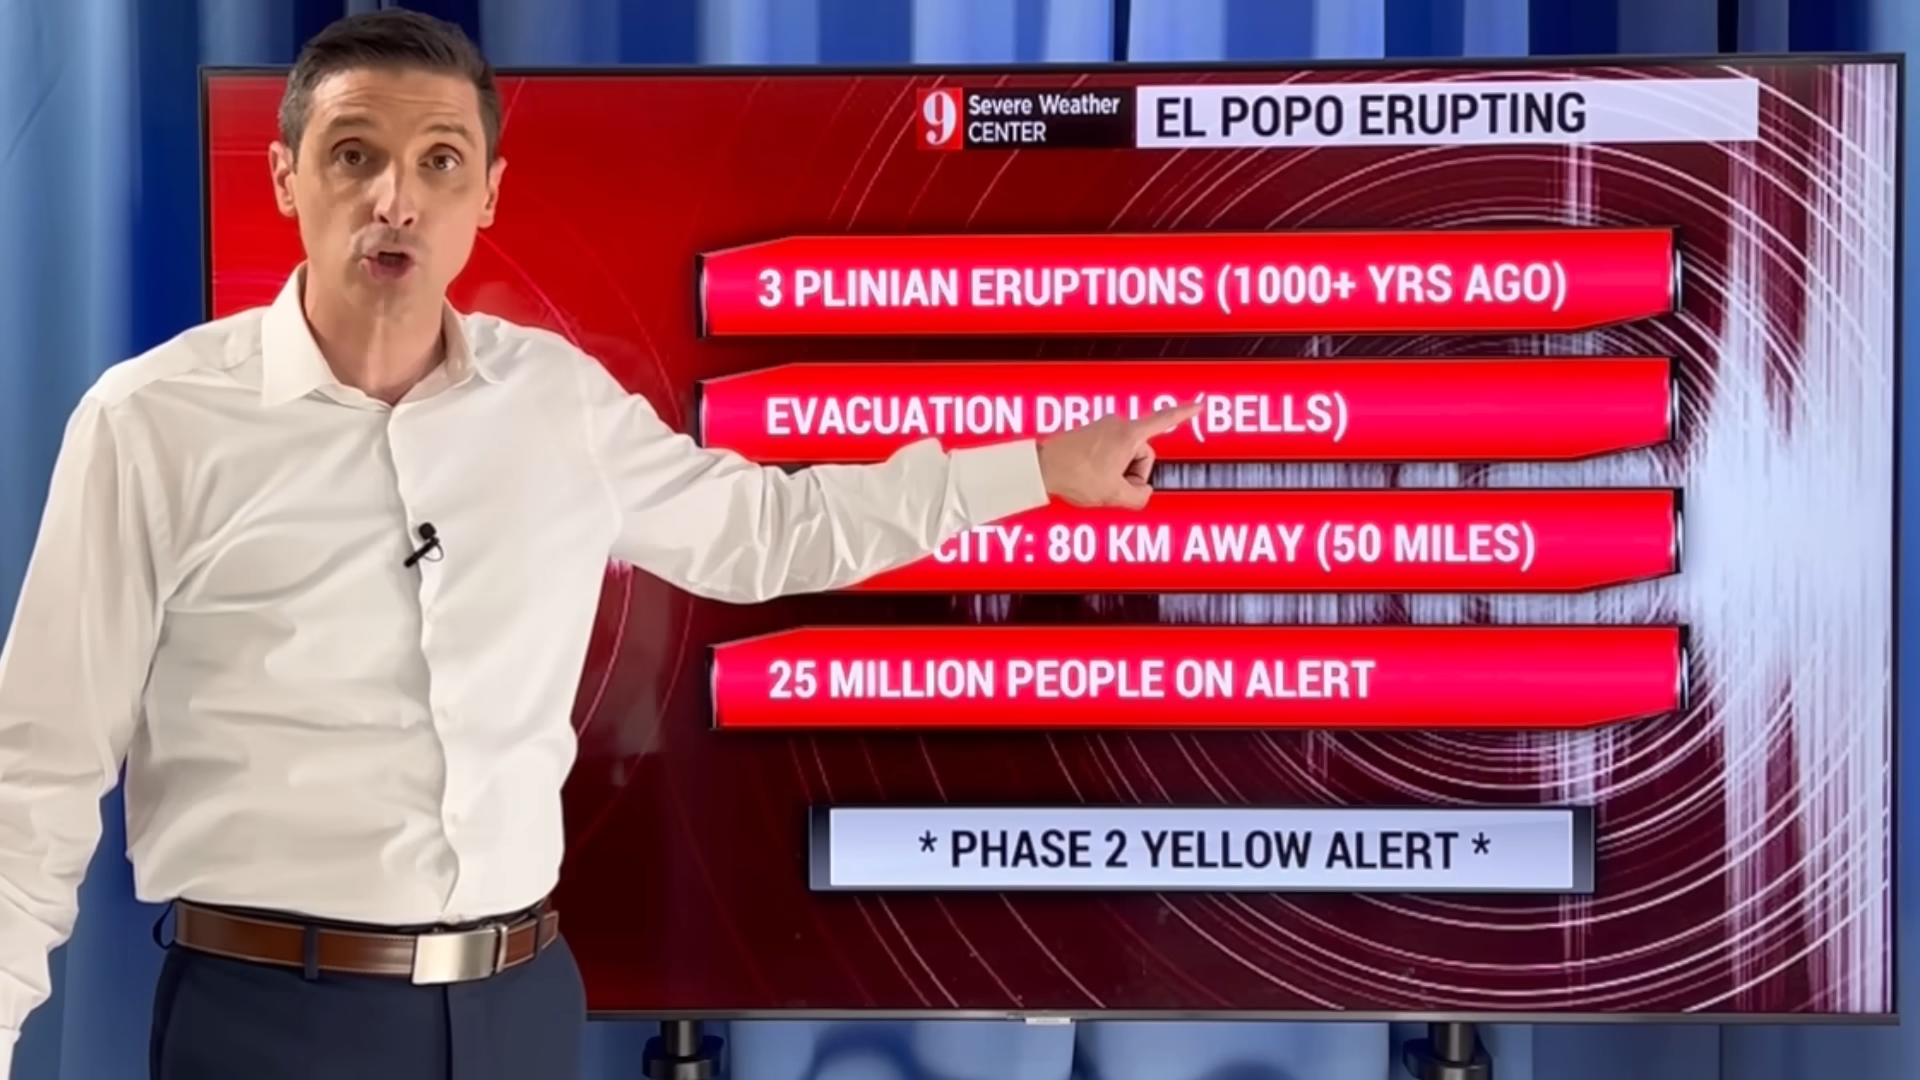 9 Severe Weather
CENTER
EL POPO ERUPTING
3 PLINIAN ERUPTIONS (1000+ YRS AGO)
EVACUATION DRILLS (BELLS)
CITY: 80 KM AWAY (50 MILES)
25 MILLION PEOPLE ON ALERT
* PHASE 2 YELLOW ALERT *